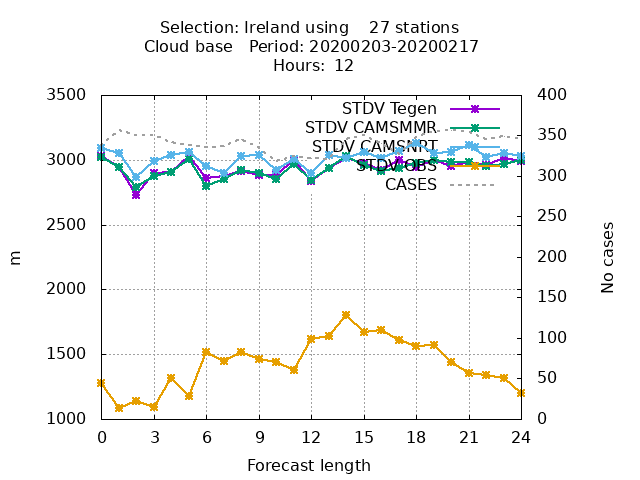 Selection: Ireland using    27 stations
Cloud base   Period: 20200203-20200217
Hours:  12
3500
3000
2500
2000
1500
1000
m
400
350
300
250
200
150
100
50
0
No cases
STDV Tegen
STDV CAMSMMR
STDV CAMSNRT
STDV OBS
CASES
0 3 6 9 12 15 18 21 24
Forecast length